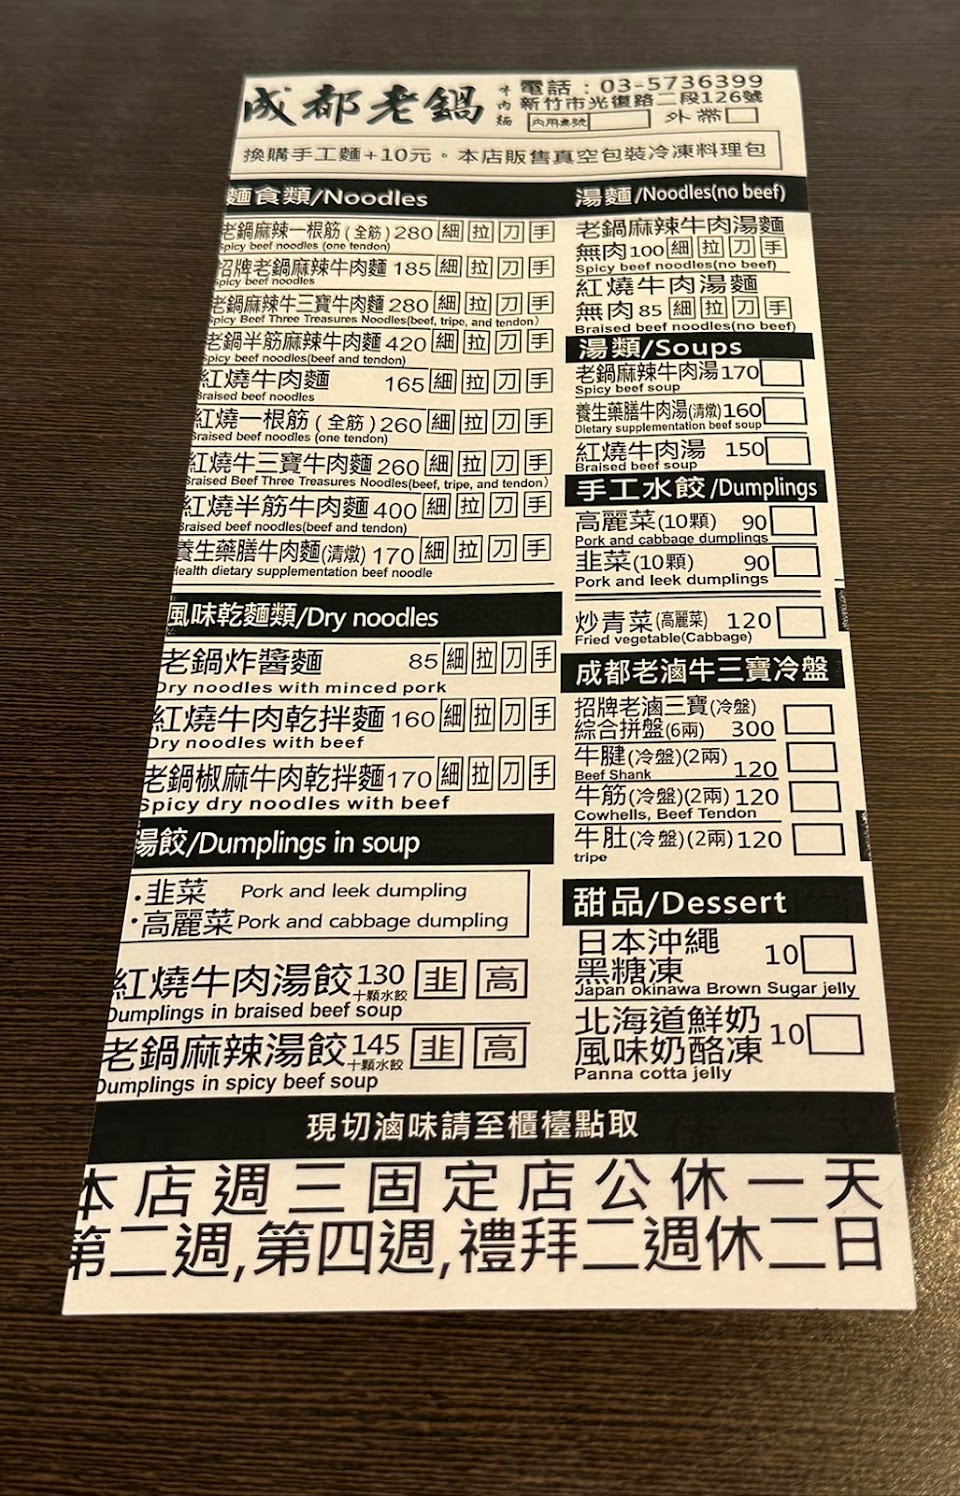 成都老鍋 牛肉麵
電話：03-5736399
新竹市光復路二段126號
內用桌號 外帶
換購手工麵+10元。本店販售真空包裝冷凍料理包
麵食類/Noodles
老鍋麻辣一根筋(全筋)280 細 拉 刀 手
Spicy beef noodles (one tendon)
招牌老鍋麻辣牛肉麵 185 細 拉 刀 手
Spicy beef noodles
老鍋麻辣牛三寶牛肉麵 280 細 拉 刀 手
Spicy Beef Three Treasures Noodles(beef, tripe, and tendon)
老鍋半筋麻辣牛肉麵 420 細 拉 刀 手
Spicy noodles(beef and tendon)
紅燒牛肉麵 165 細 拉 刀 手
Braised beef noodles
紅燒一根筋(全筋)260 細 拉 刀 手
Braised beef noodles (one tendon)
紅燒牛三寶牛肉麵 260 細 拉 刀 手
Braised Beef Three Treasures Noodles(beef, tripe, and tendon)
紅燒半筋牛肉麵 400 細 拉 刀 手
Braised beef noodles(beef and tendon)
養生藥膳牛肉麵(清燉) 170 細 拉 刀 手
Health dietary supplementation beef noodle
風味乾麵類/Dry noodles
老鍋炸醬麵 85 細 拉 刀 手
Dry noodles with minced pork
紅燒牛肉乾拌麵 160 細 拉 刀 手
Dry noodles with beef
老鍋椒麻牛肉乾拌麵 170 細 拉 刀 手
Spicy dry noodles with beef
湯餃/Dumplings in soup
·韭菜 Pork and leek dumpling
·高麗菜 Pork and cabbage dumpling
紅燒牛肉湯餃 130 十顆水餃 韭 高
Dumplings in braised beef soup
老鍋麻辣湯餃 145 十顆水餃 韭 高
Dumplings in spicy beef soup
湯麵/Noodles(no beef)
老鍋麻辣牛肉湯麵
無肉 100 細 拉 刀 手
Spicy beef noodles(no beef)
紅燒牛肉湯麵
無肉 85 細 拉 刀 手
Braised beef noodles(no beef)
湯類/Soups
老鍋麻辣牛肉湯 170
Spicy beef soup
養生藥膳牛肉湯(清燉)160
Dietary supplementation beef soup
紅燒牛肉湯 150
Braised beef soup
手工水餃/Dumplings
高麗菜(10顆) 90
Pork and cabbage dumplings
韭菜(10顆) 90
Pork and leek dumplings
炒青菜(高麗菜) 120
Fried vegetable(Cabbage)
成都老滷牛三寶冷盤
招牌老滷三寶(冷盤)
綜合拼盤(6兩) 300
牛腱(冷盤)(2兩) 120
Beef Shank
牛筋(冷盤)(2兩) 120
Cowhells, Beef Tendon
牛肚(冷盤)(2兩) 120
tripe
甜品/Dessert
日本沖繩
黑糖凍 10
Japan okinawa Brown Sugar jelly
北海道鮮奶
風味奶酪凍 10
Panna cotta jelly
現切滷味請至櫃檯點取
本店週三固定店公休一天
第二週,第四週,禮拜二週休二日